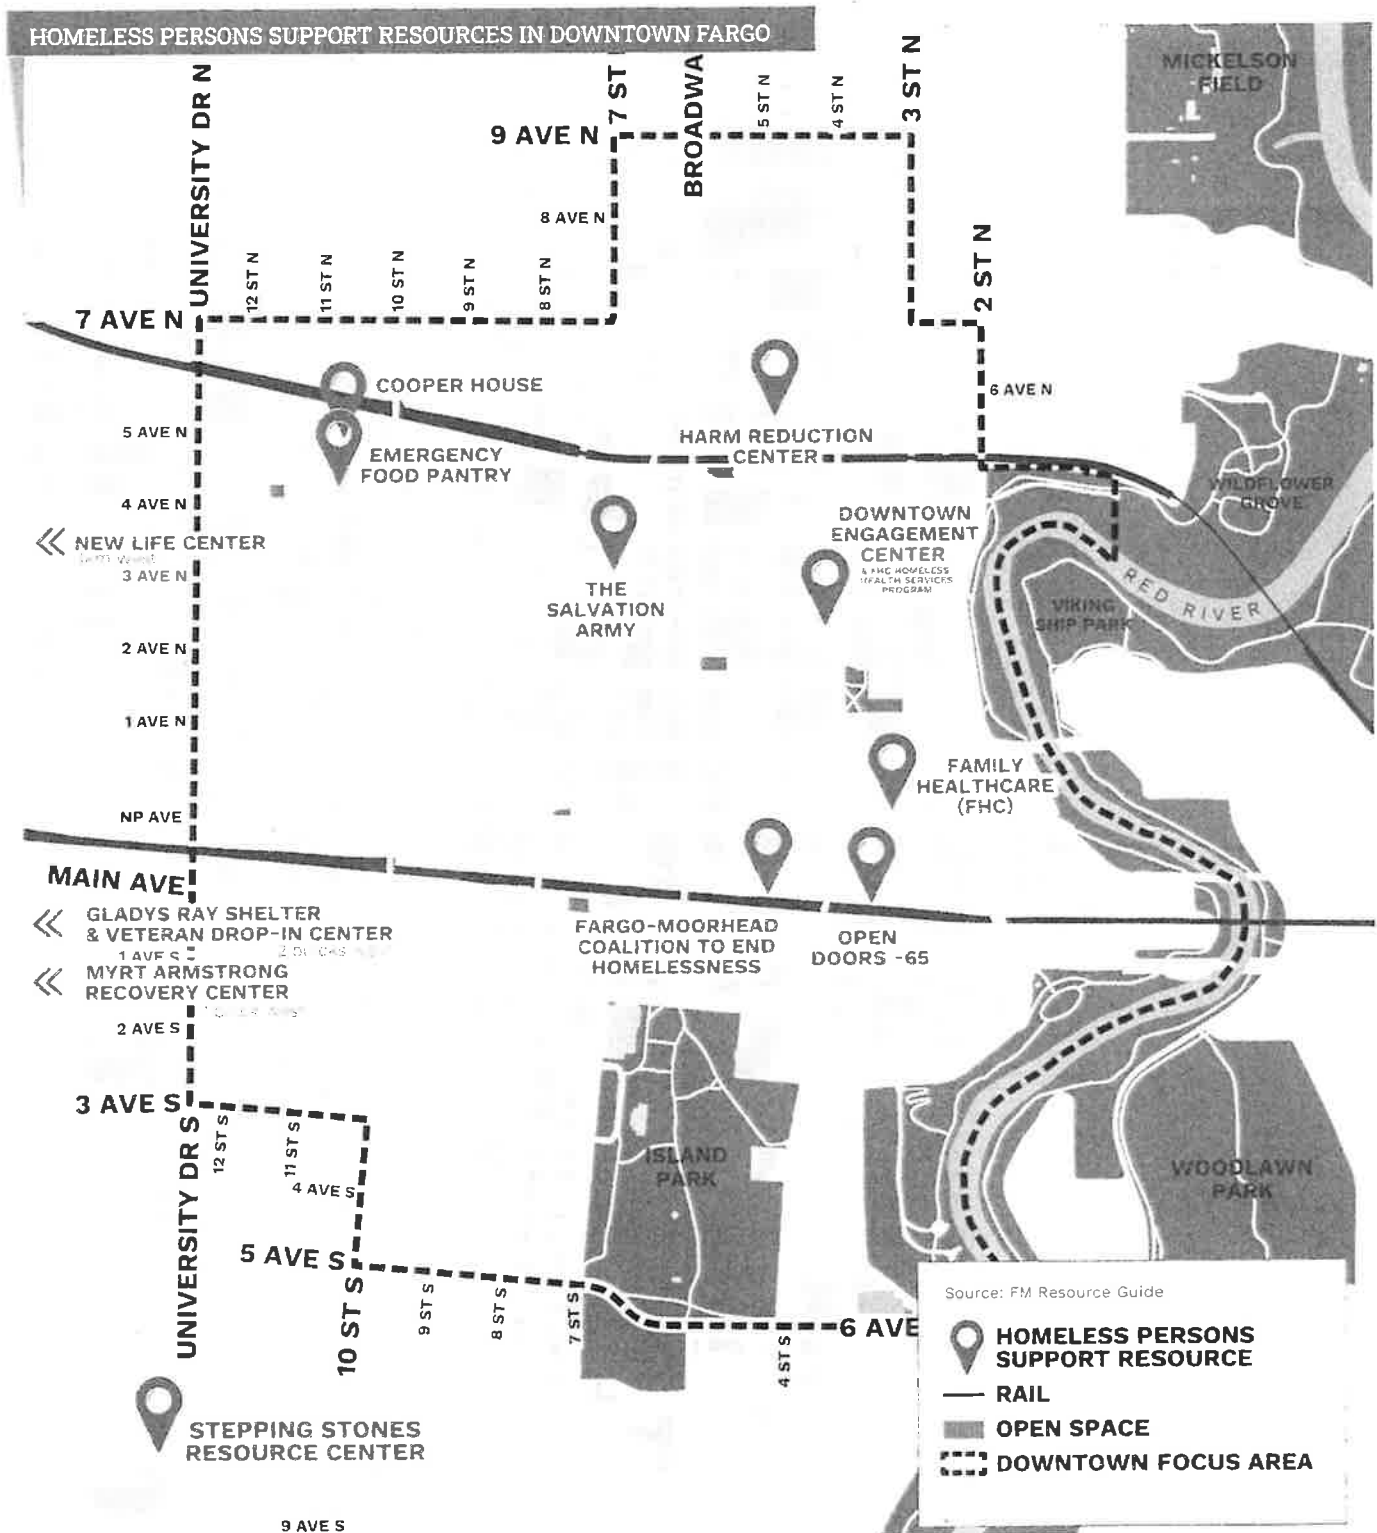 HOMELESS PERSONS SUPPORT RESOURCES IN DOWNTOWN FARGO
UNIVERSITY DR N
7 ST
BROADWA
5 ST N
4 ST N
3 ST N
MICKELSON
FIELD
9 AVE N
8 AVE N
2 ST N
12 ST N
11 ST N
10 ST N
9 ST N
8 ST N
7 AVE N
COOPER HOUSE
6 AVE N
5 AVE N
EMERGENCY
FOOD PANTRY
HARM REDUCTION
CENTER
WILDFLOWER
GROVE
4 AVE N
NEW LIFE CENTER
3 AVE N
DOWNTOWN
ENGAGEMENT
CENTER
& FHC HOMELESS
HEALTH SERVICES
PROGRAM
THE
SALVATION
ARMY
RED RIVER
VIKING
SHIP PARK
2 AVE N
1 AVE N
FAMILY
HEALTHCARE
(FHC)
NP AVE
MAIN AVE
GLADYS RAY SHELTER
& VETERAN DROP-IN CENTER
1 AVE S
MYRT ARMSTRONG
RECOVERY CENTER
FARGO-MOORHEAD
COALITION TO END
HOMELESSNESS
OPEN
DOORS -65
2 AVE S
3 AVE S
UNIVERSITY DR S
12 ST S
11 ST S
4 AVE S
ISLAND
PARK
WOODLAWN
PARK
5 AVE S
10 ST S
9 ST S
8 ST S
7 ST S
4 ST S
6 AVE
STEPPING STONES
RESOURCE CENTER
9 AVE S
Source: FM Resource Guide
HOMELESS PERSONS
SUPPORT RESOURCE
RAIL
OPEN SPACE
DOWNTOWN FOCUS AREA